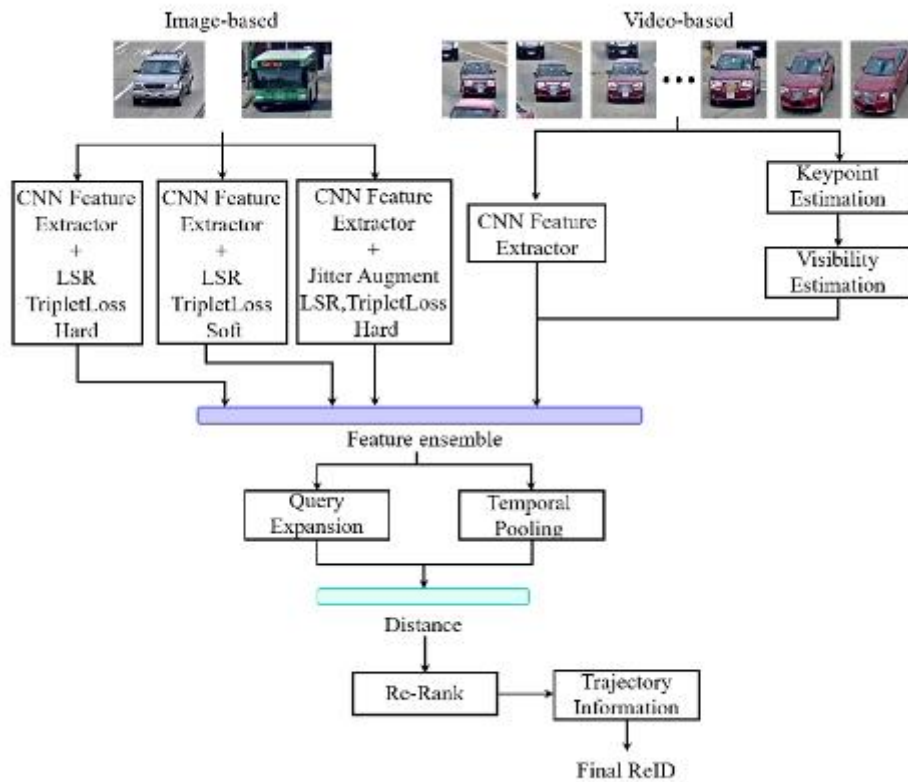 Image-based
Video-based
CNN Feature
Extractor
+
LSR
TripletLoss
Hard
CNN Feature
Extractor
+
LSR
TripletLoss
Soft
CNN Feature
Extractor
+
Jitter Augment
LSR,TripletLoss
Hard
CNN Feature
Extractor
Keypoint
Estimation
Visibility
Estimation
Feature ensemble
Query
Expansion
Temporal
Pooling
Distance
Re-Rank
Trajectory
Information
Final ReID